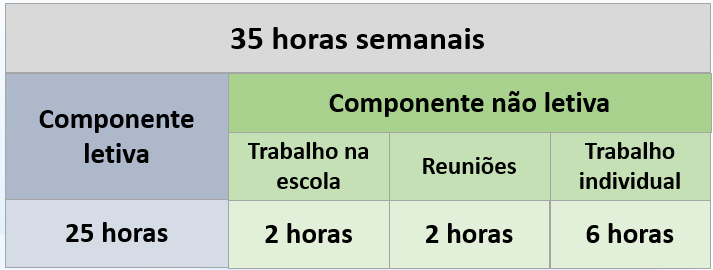 35 horas semanais
Componente
letiva
Componente não letiva
Trabalho na
escola
Reuniões
Trabalho
individual
25 horas
2 horas
2 horas
6 horas